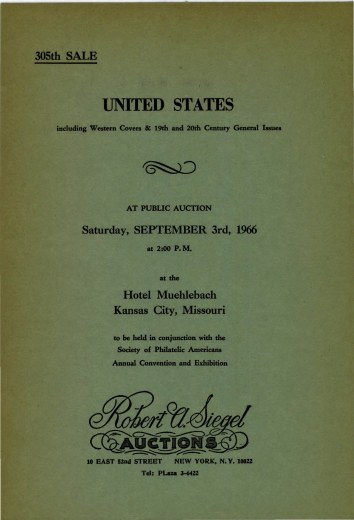 305th SALE
UNITED STATES
including Western Covers & 19th and 20th Century General Issues
AT PUBLIC AUCTION
Saturday, SEPTEMBER 3rd, 1966
at 2:00 P.M.
at the
Hotel Muehlebach
Kansas City, Missouri
to be held in conjunction with the
Society of Philatelic Americans
Annual Convention and Exhibition
Robert A. Siegel
AUCTIONS
10 EAST 52nd STREET NEW YORK, N. Y. 10022
Tel: PLaza 3-6422